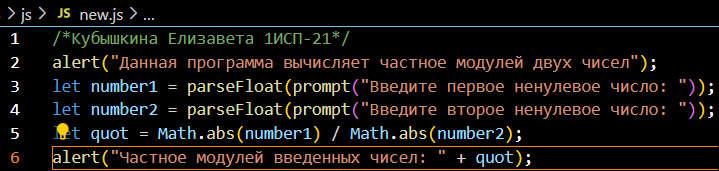 › js › JS new.js › ...
1 /*Кубышкина Елизавета 1ИСП-21*/
2 alert("Данная программа вычисляет частное модулей двух чисел");
3 let number1 = parseFloat(prompt("Введите первое ненулевое число: "));
4 let number2 = parseFloat(prompt("Введите второе ненулевое число: "));
5 let quot = Math.abs(number1) / Math.abs(number2);
6 alert("Частное модулей введенных чисел: " + quot);